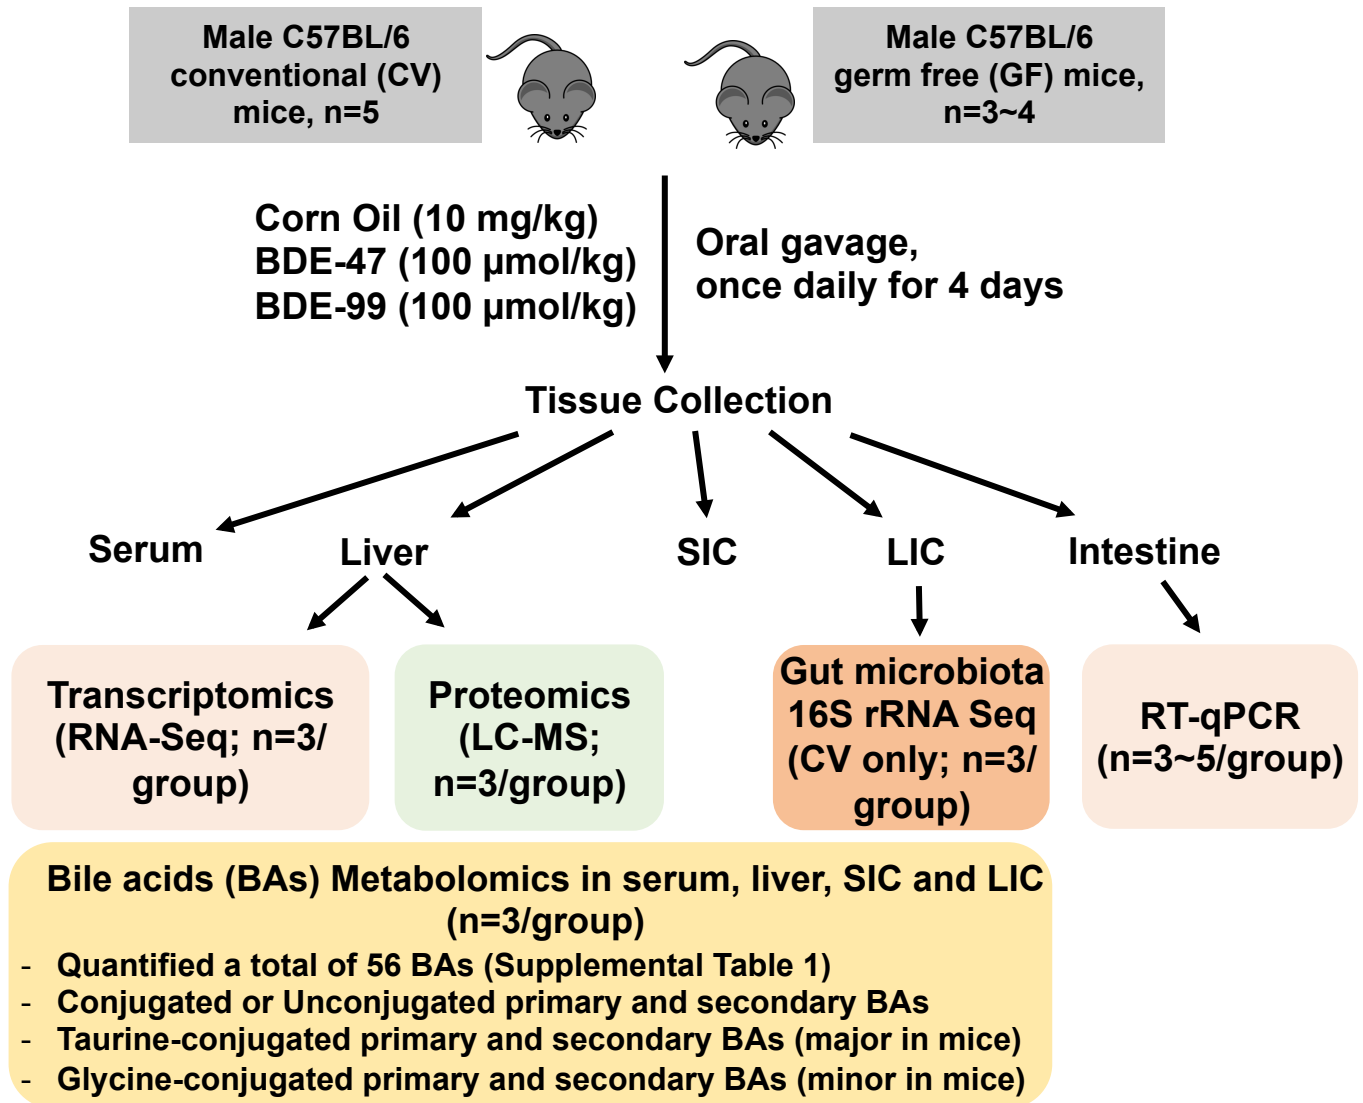 Male C57BL/6
conventional (CV)
mice, n=5
Male C57BL/6
germ free (GF) mice,
n=3~4
Corn Oil (10 mg/kg)
BDE-47 (100 µmol/kg)
BDE-99 (100 µmol/kg)
Oral gavage,
once daily for 4 days
Tissue Collection
Serum
Liver
SIC
LIC
Intestine
Transcriptomics
(RNA-Seq; n=3/
group)
Proteomics
(LC-MS;
n=3/group)
Gut microbiota
16S rRNA Seq
(CV only; n=3/
group)
RT-qPCR
(n=3~5/group)
Bile acids (BAs) Metabolomics in serum, liver, SIC and LIC
(n=3/group)
- Quantified a total of 56 BAs (Supplemental Table 1)
- Conjugated or Unconjugated primary and secondary BAs
- Taurine-conjugated primary and secondary BAs (major in mice)
- Glycine-conjugated primary and secondary BAs (minor in mice)